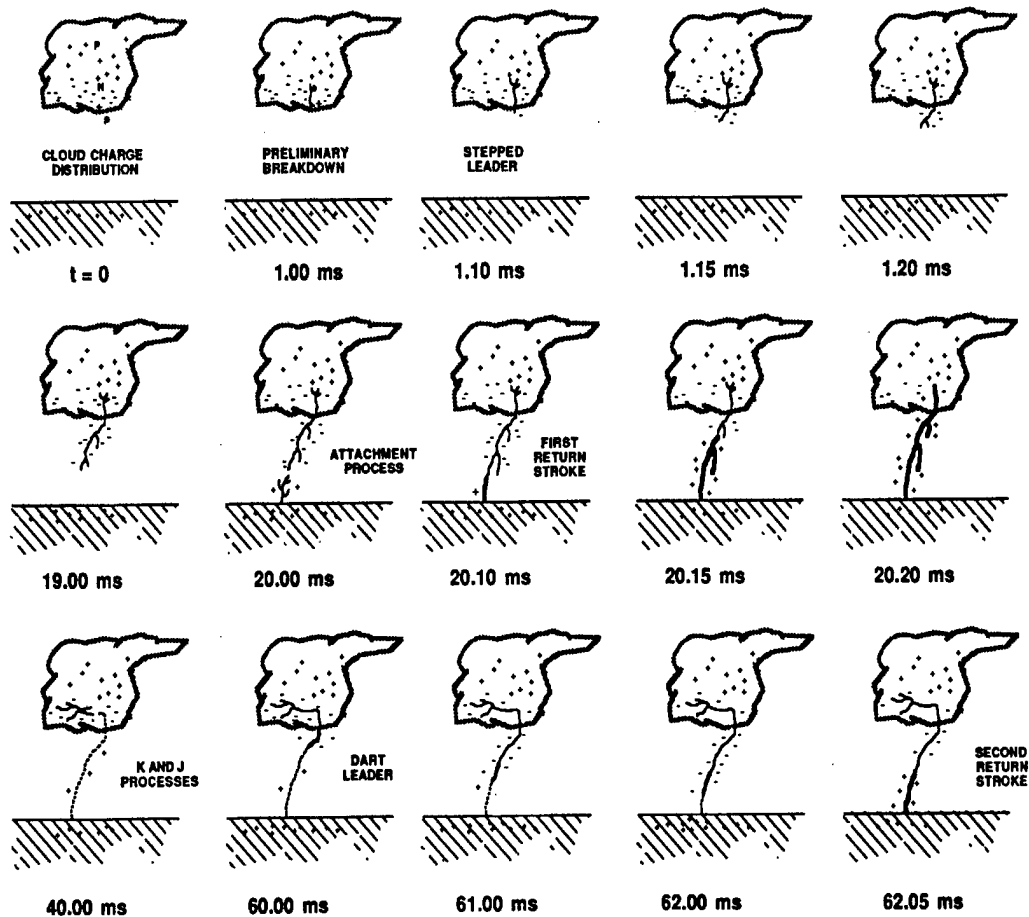 P
N
P
CLOUD CHARGE
DISTRIBUTION
PRELIMINARY
BREAKDOWN
STEPPED
LEADER
t = 0
1.00 ms
1.10 ms
1.15 ms
1.20 ms
ATTACHMENT
PROCESS
FIRST
RETURN
STROKE
19.00 ms
20.00 ms
20.10 ms
20.15 ms
20.20 ms
K AND J
PROCESSES
DART
LEADER
SECOND
RETURN
STROKE
40.00 ms
60.00 ms
61.00 ms
62.00 ms
62.05 ms